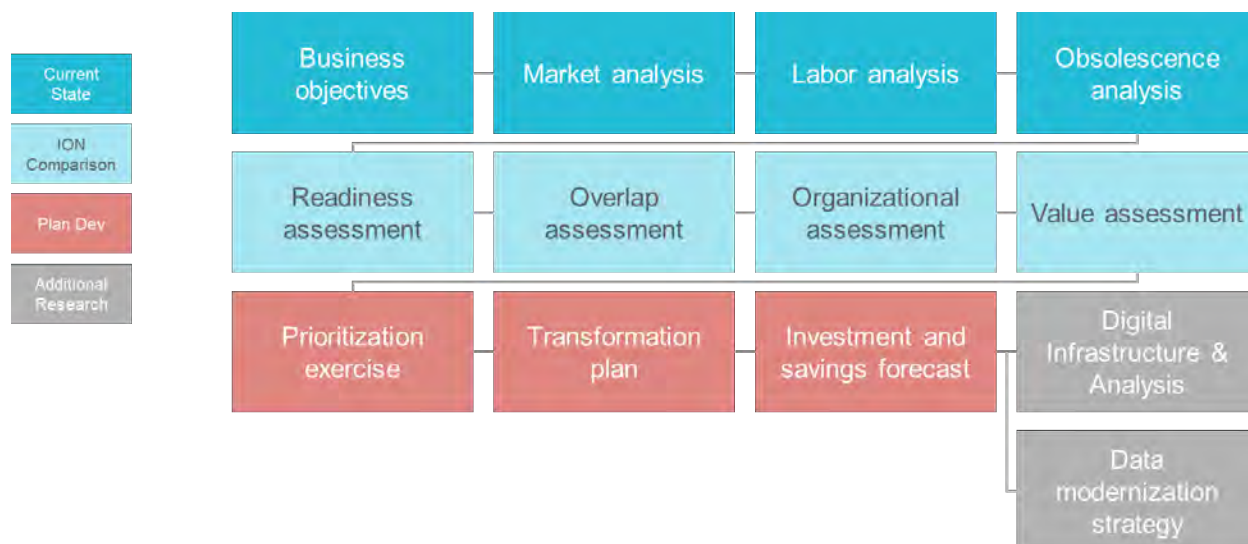 Current
State
ION
Comparison
Plan Dev
Additional
Research
Business
objectives
Market analysis
Labor analysis
Obsolescence
analysis
Readiness
assessment
Overlap
assessment
Organizational
assessment
Value assessment
Prioritization
exercise
Transformation
plan
Investment and
savings forecast
Digital
Infrastructure &
Analysis
Data
modernization
strategy